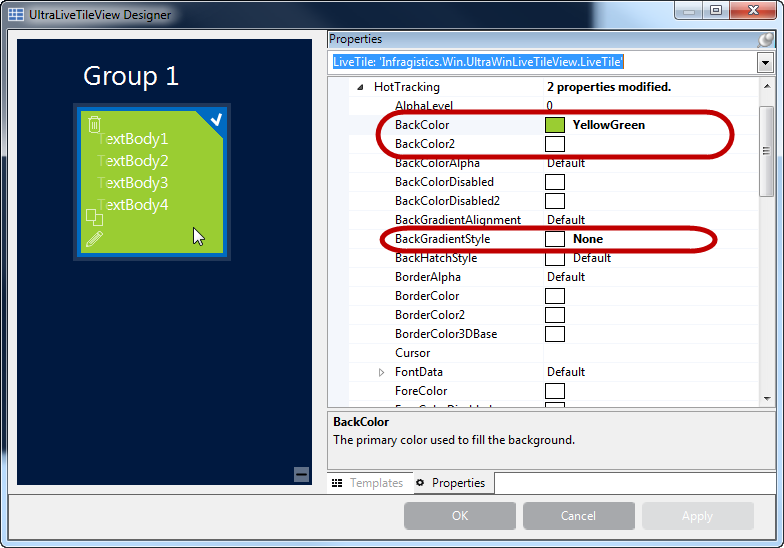 UltraLiveTileView Designer
Group 1
TextBody1
TextBody2
TextBody3
TextBody4
Properties
LiveTile: 'Infragistics.Win.UltraWinLiveTileView.LiveTile'
HotTracking 2 properties modified.
AlphaLevel 0
BackColor YellowGreen
BackColor2
BackColorAlpha Default
BackColorDisabled
BackColorDisabled2
BackGradientAlignment Default
BackGradientStyle None
BackHatchStyle Default
BorderAlpha Default
BorderColor
BorderColor2
BorderColor3DBase
Cursor
FontData Default
ForeColor
BackColor
The primary color used to fill the background.
Templates Properties
OK Cancel Apply